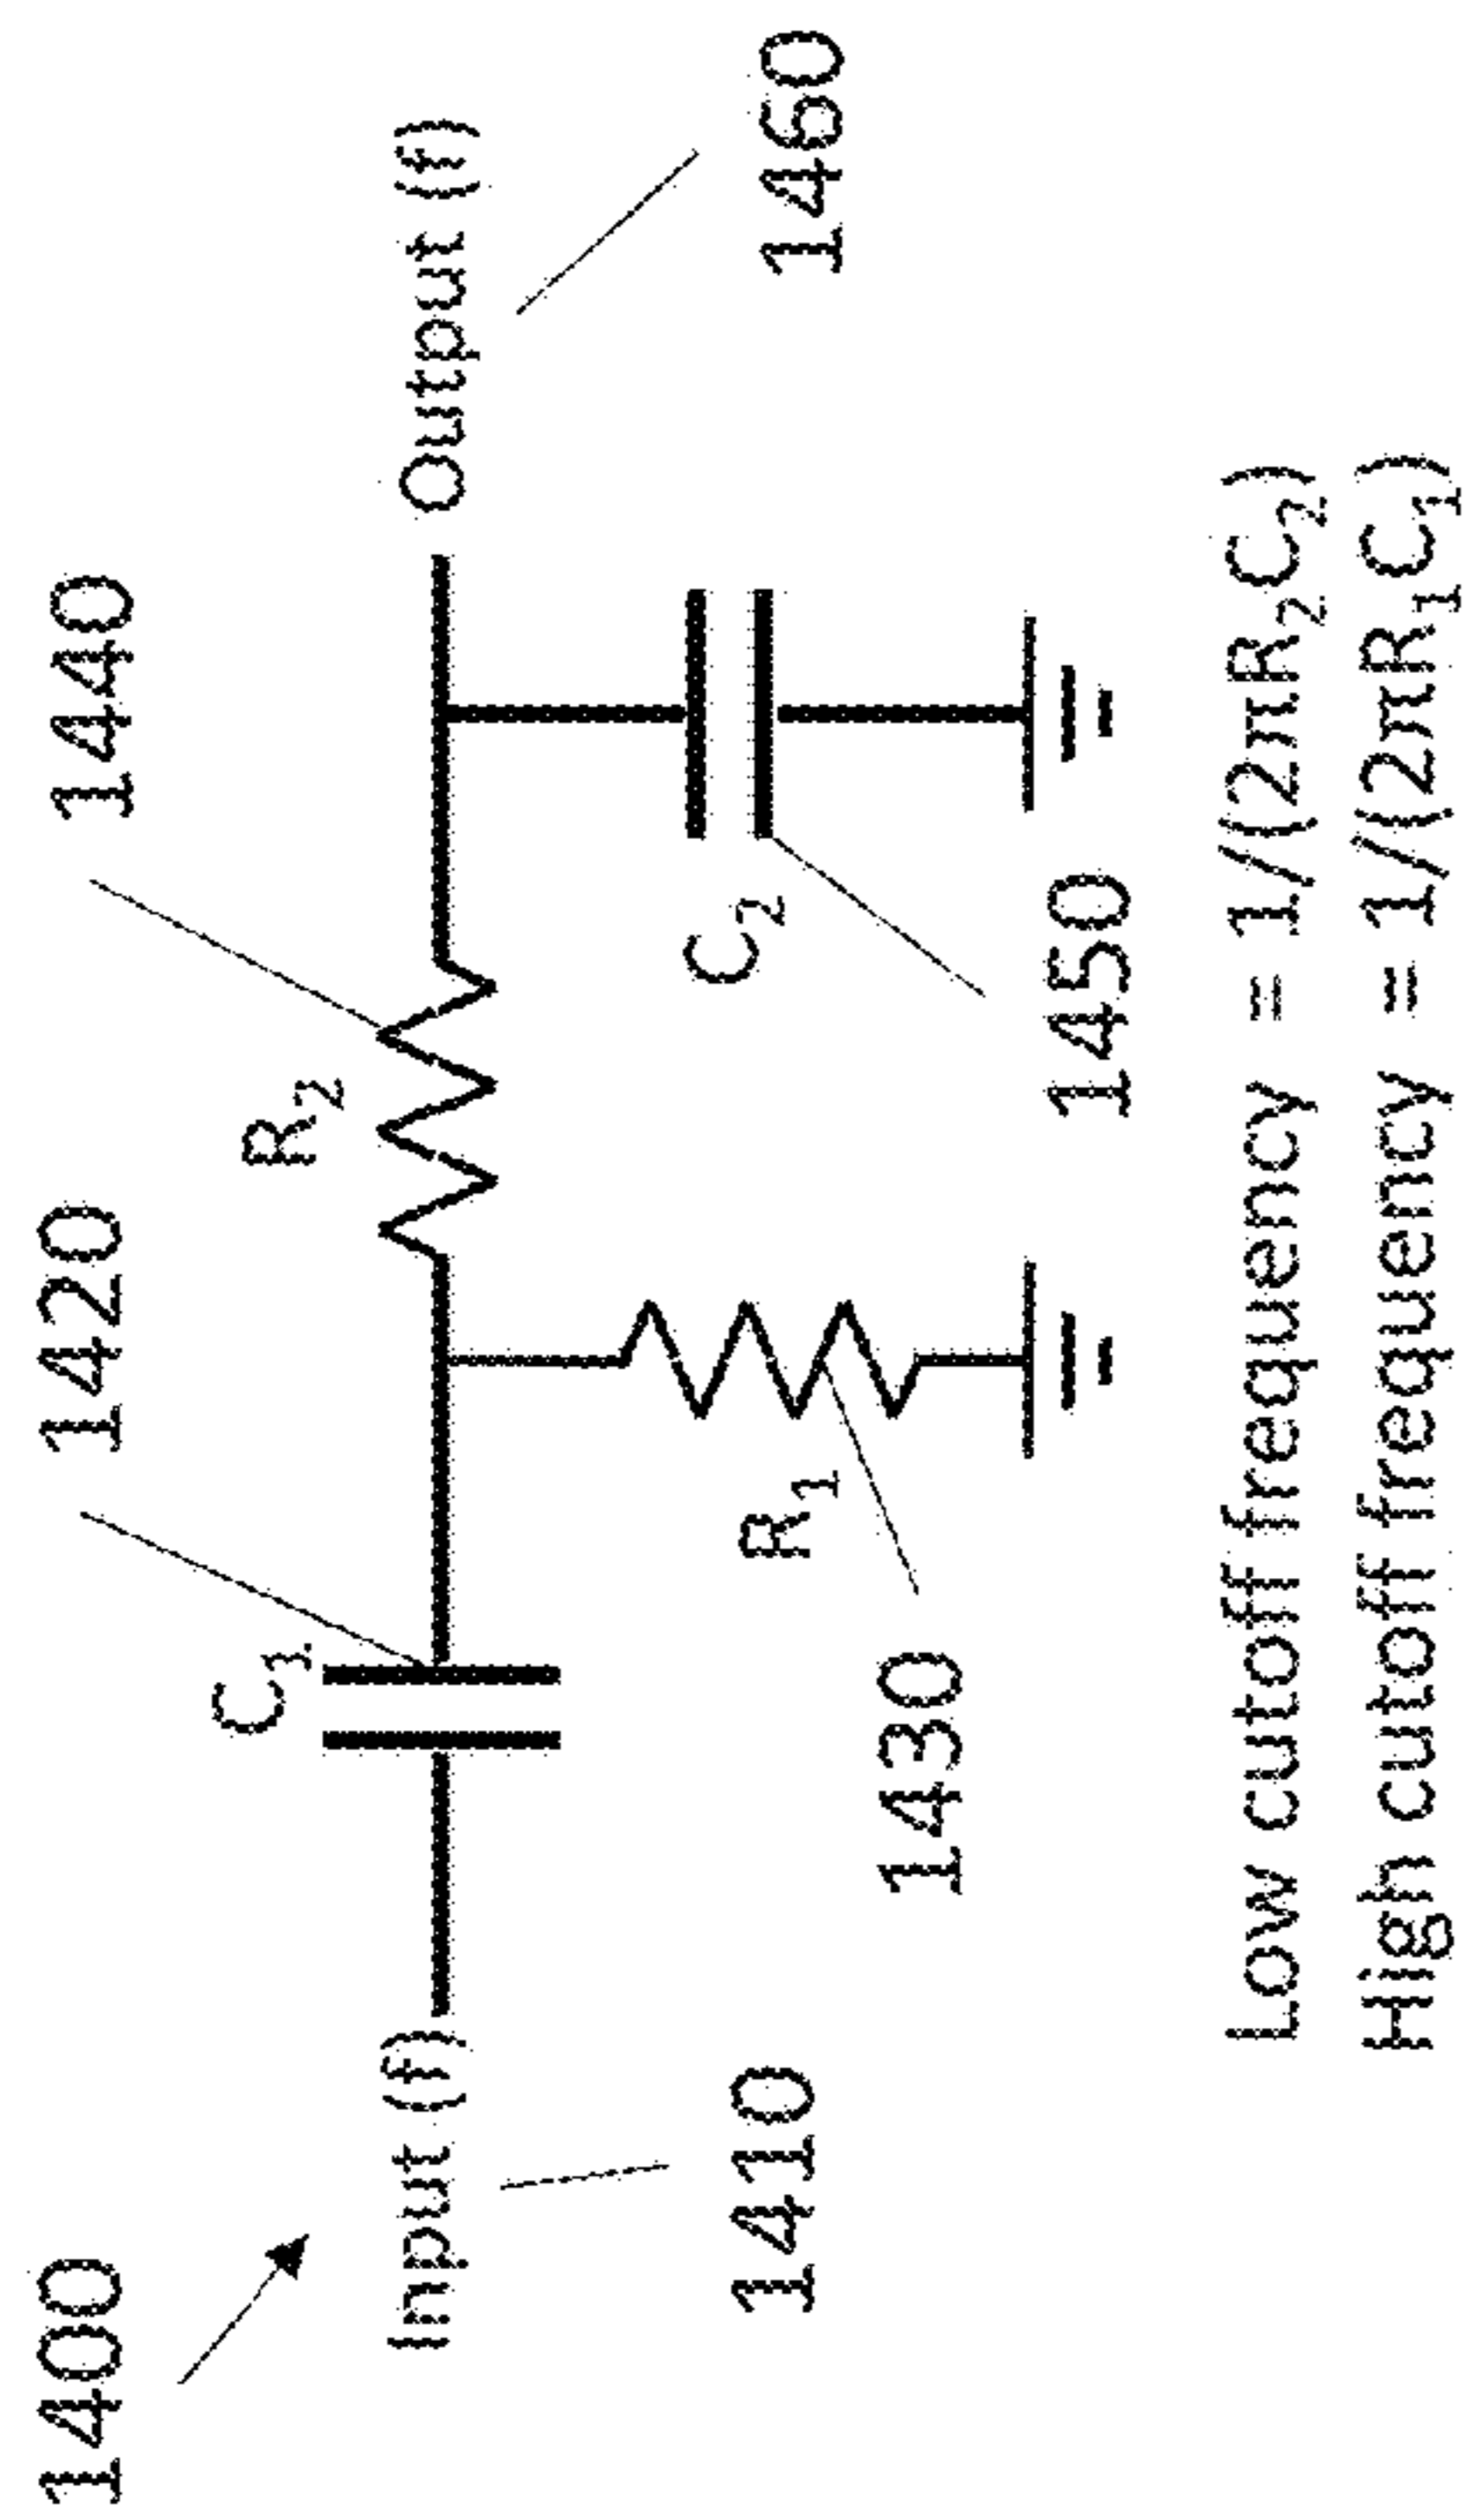 1400
1420
1440
C₁
R₂
Input (f)
Output (f)
1410
R₁
C₂
1460
1430
1450
Low cutoff frequency = 1/(2πR₂C₂)
High cutoff frequency = 1/(2πR₁C₁)